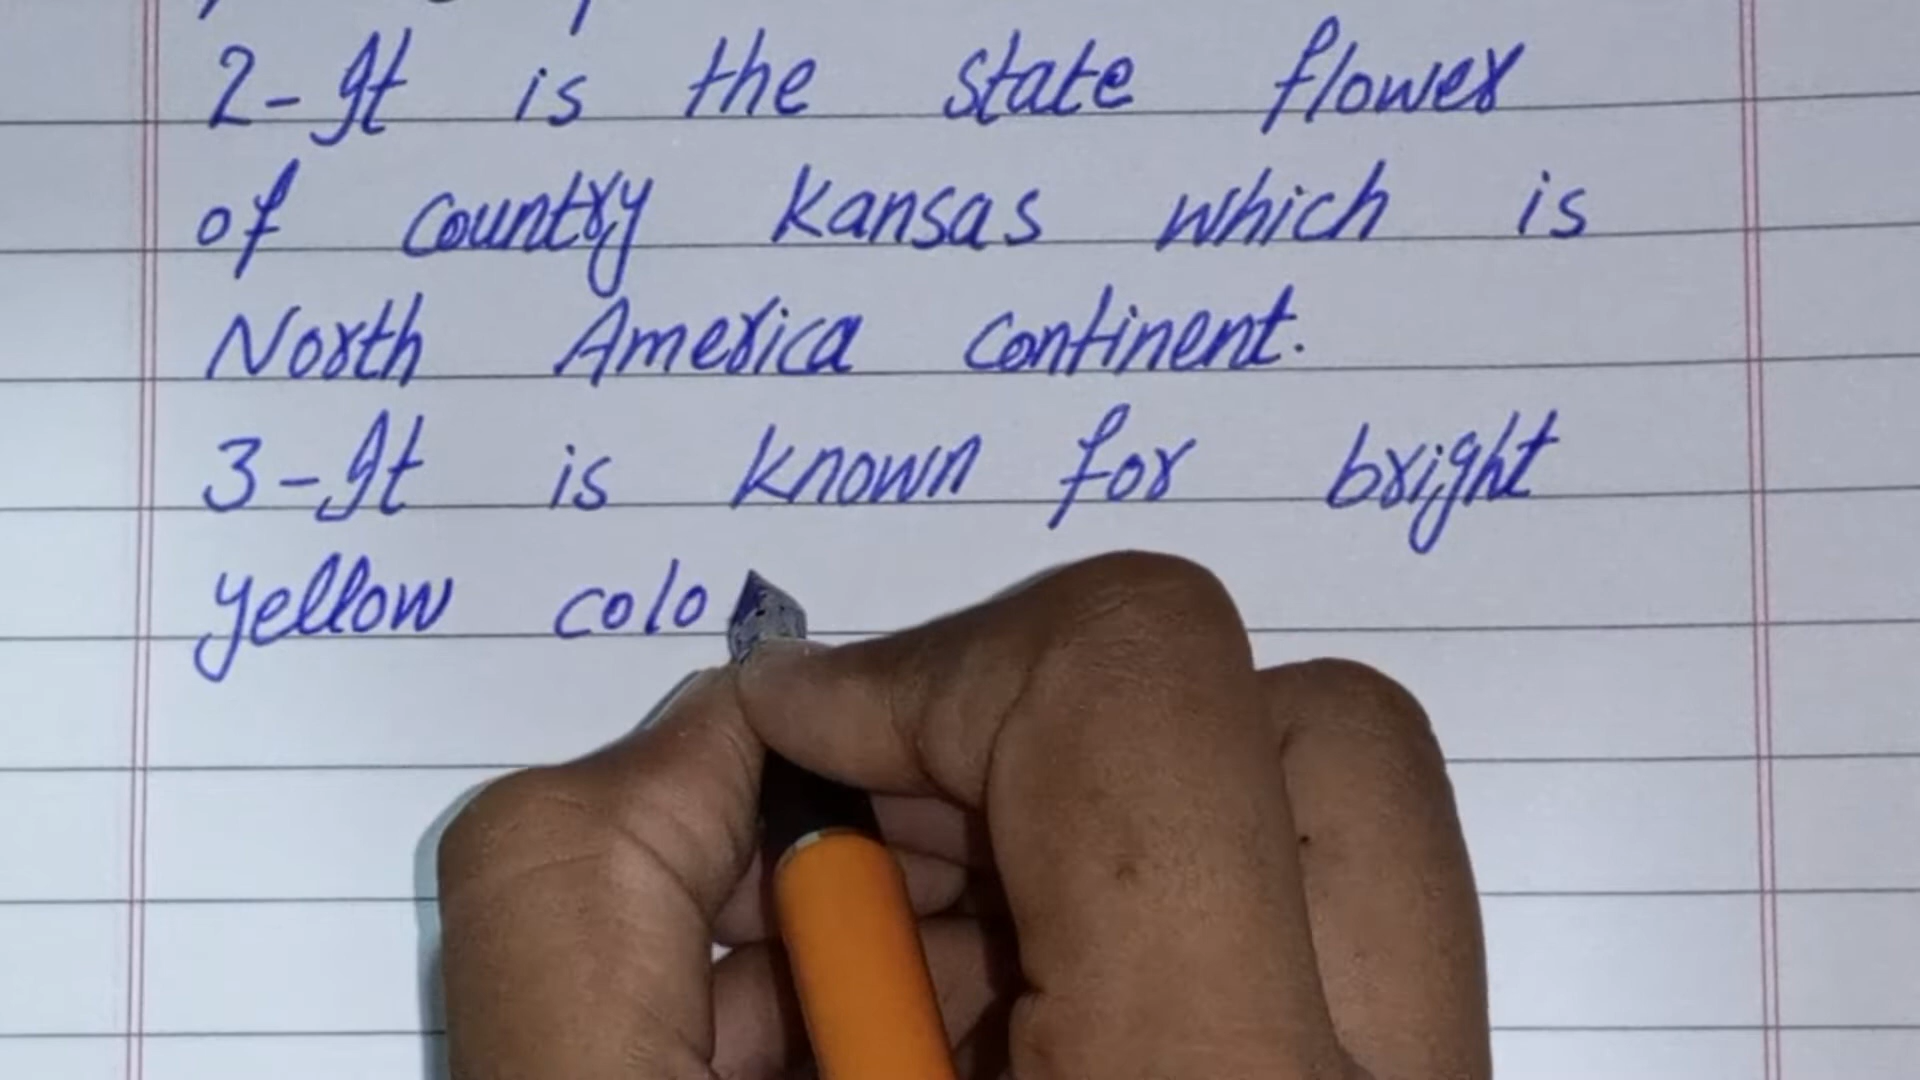 2- It is the state flower
of country Kansas which is
North America continent.
3- It is known for bright
yellow colo